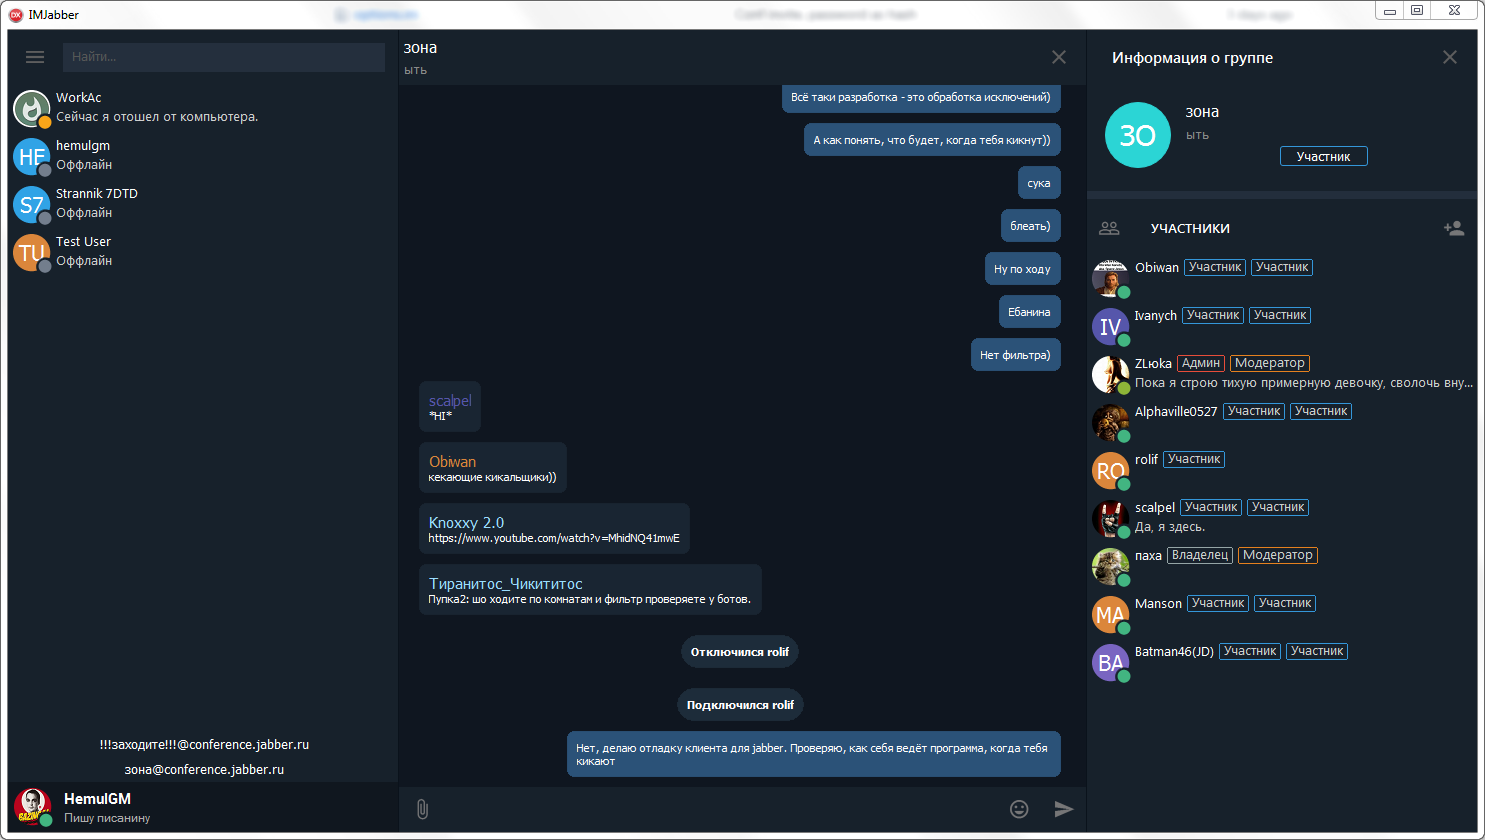 IMJabber
Найти...
WorkAc
Сейчас я отошел от компьютера.
HE
hemulgm
Оффлайн
S7
Strannik 7DTD
Оффлайн
TU
Test User
Оффлайн
!!!заходите!!!@conference.jabber.ru
зона@conference.jabber.ru
HemulGM
Пишу писанину
зона
ыть
Всё таки разработка - это обработка исключений)
А как понять, что будет, когда тебя кикнут))
сука
блеать)
Ну по ходу
Ебанина
Нет фильтра)
scalpel
*HI*
Obiwan
кекающие кикальщики))
Knoxxy 2.0
https://www.youtube.com/watch?v=MhidNQ41mwE
Тиранитос_Чикититос
Пупка2: шо ходите по комнатам и фильтр проверяете у ботов.
Отключился rolif
Подключился rolif
Нет, делаю отладку клиента для jabber. Проверяю, как себя ведёт программа, когда тебя
кикают
Информация о группе
ЗО
зона
ыть
Участник
УЧАСТНИКИ
Obiwan Участник Участник
IV
Ivanych Участник Участник
ZLюka Админ Модератор
Пока я строю тихую примерную девочку, сволочь вну...
Alphaville0527 Участник Участник
RO
rolif Участник
scalpel Участник Участник
Да, я здесь.
паха Владелец Модератор
MA
Manson Участник Участник
BA
Batman46(JD) Участник Участник